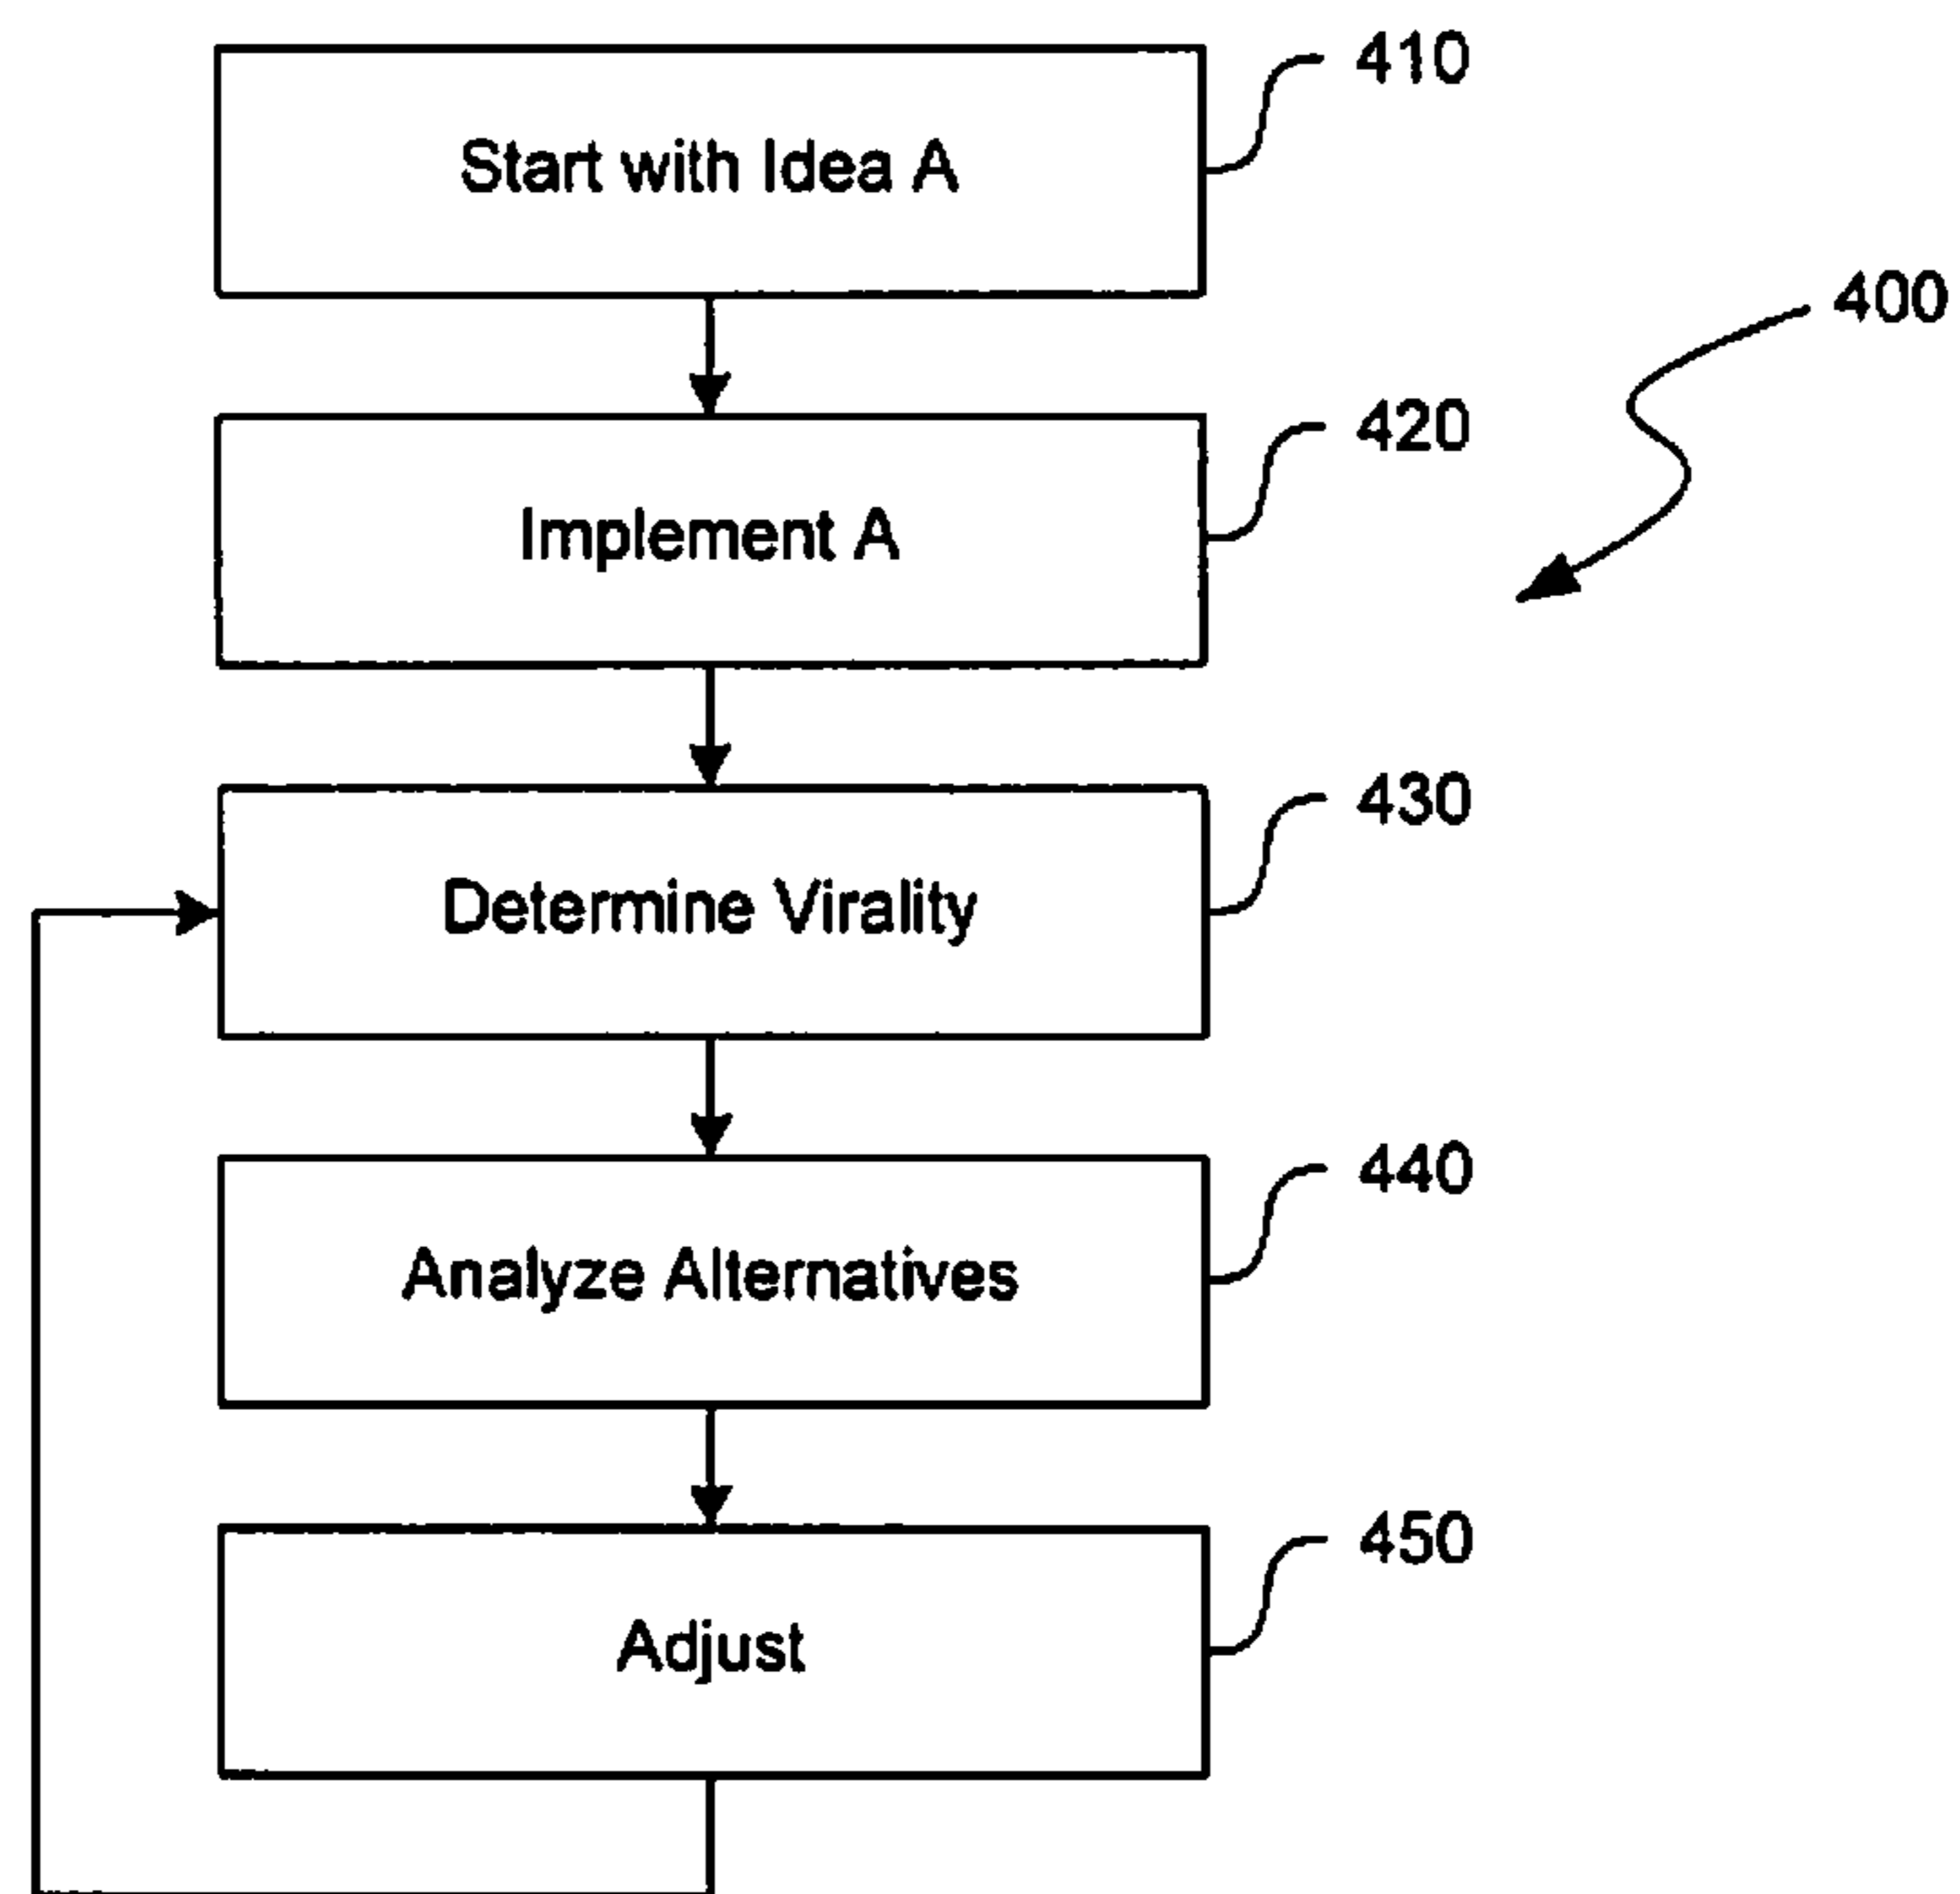 410
Start with Idea A
400
420
Implement A
430
Determine Virality
440
Analyze Alternatives
450
Adjust